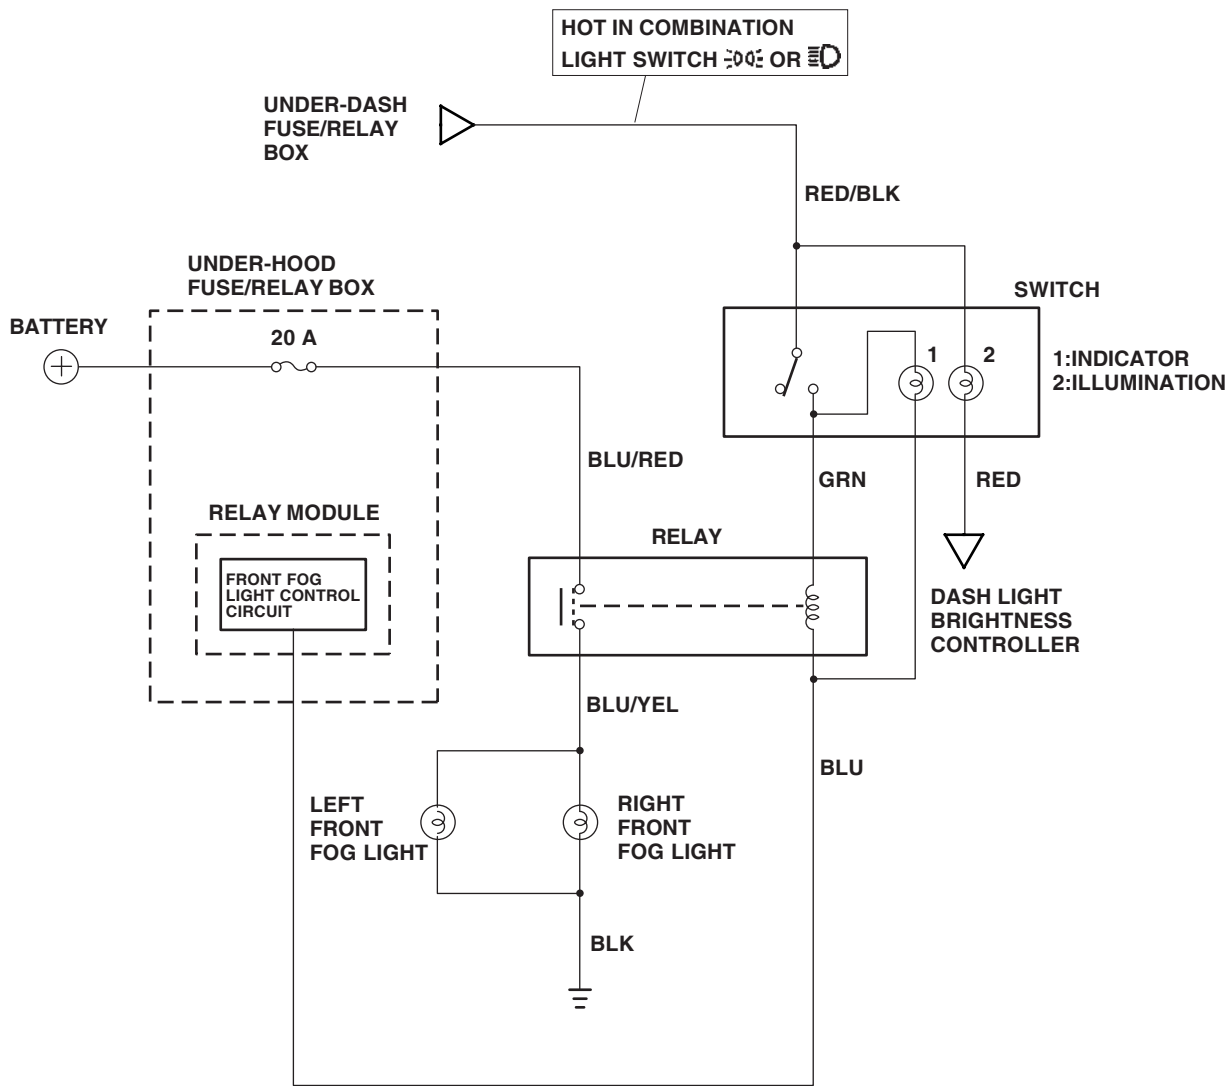 HOT IN COMBINATION
LIGHT SWITCH OR
UNDER-DASH
FUSE/RELAY
BOX
RED/BLK
UNDER-HOOD
FUSE/RELAY BOX
SWITCH
BATTERY
20 A
1
2
1:INDICATOR
2:ILLUMINATION
BLU/RED
GRN
RED
RELAY MODULE
RELAY
FRONT FOG
LIGHT CONTROL
CIRCUIT
DASH LIGHT
BRIGHTNESS
CONTROLLER
BLU/YEL
BLU
LEFT
FRONT
FOG LIGHT
RIGHT
FRONT
FOG LIGHT
BLK